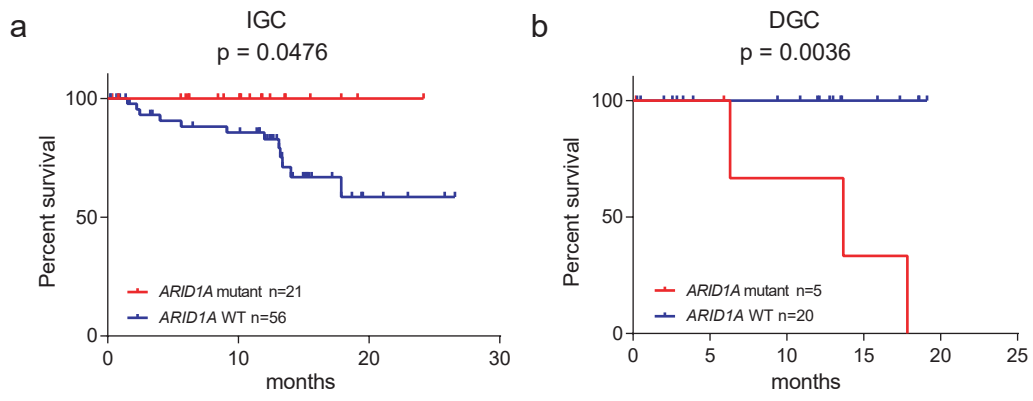 a
IGC
p = 0.0476
100
50
0
Percent survival
ARID1A mutant n=21
ARID1A WT n=56
0 10 20 30
months
b
DGC
p = 0.0036
100
50
0
Percent survival
ARID1A mutant n=5
ARID1A WT n=20
0 5 10 15 20 25
months